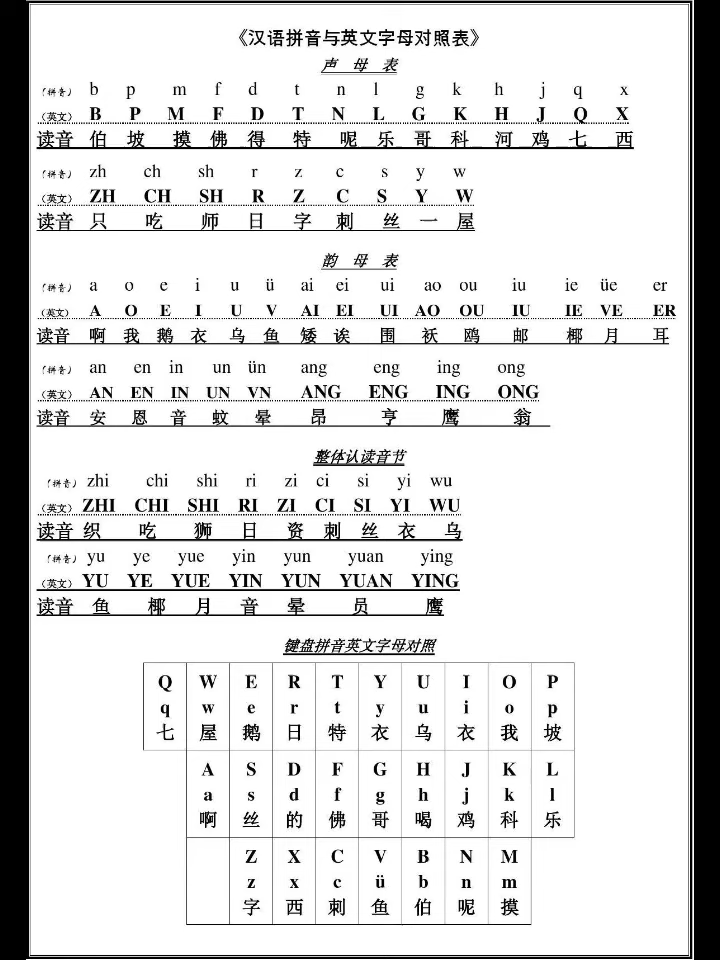 《汉语拼音与英文字母对照表》
声 母 表
(拼音) b p m f d t n l g k h j q x
(英文) B P M F D T N L G K H J Q X
读音 伯 坡 摸 佛 得 特 呢 乐 哥 科 河 鸡 七 西
(拼音) zh ch sh r z c s y w
(英文) ZH CH SH R Z C S Y W
读音 只 吃 师 日 字 刺 丝 一 屋
韵 母 表
(拼音) a o e i u ü ai ei ui ao ou iu ie üe er
(英文) A O E I U V AI EI UI AO OU IU IE VE ER
读音 啊 我 鹅 衣 乌 鱼 矮 诶 围 袄 鸥 邮 椰 月 耳
(拼音) an en in un ün ang eng ing ong
(英文) AN EN IN UN VN ANG ENG ING ONG
读音 安 恩 音 蚊 晕 昂 亨 鹰 翁
整体认读音节
(拼音) zhi chi shi ri zi ci si yi wu
(英文) ZHI CHI SHI RI ZI CI SI YI WU
读音 织 吃 狮 日 资 刺 丝 衣 乌
(拼音) yu ye yue yin yun yuan ying
(英文) YU YE YUE YIN YUN YUAN YING
读音 鱼 椰 月 音 晕 员 鹰
键盘拼音英文字母对照
Q W E R T Y U I O P
q w e r t y u i o p
七 屋 鹅 日 特 衣 乌 衣 我 坡
A S D F G H J K L
a s d f g h j k l
啊 丝 的 佛 哥 喝 鸡 科 乐
Z X C V B N M
z x c ü b n m
字 西 刺 鱼 伯 呢 摸